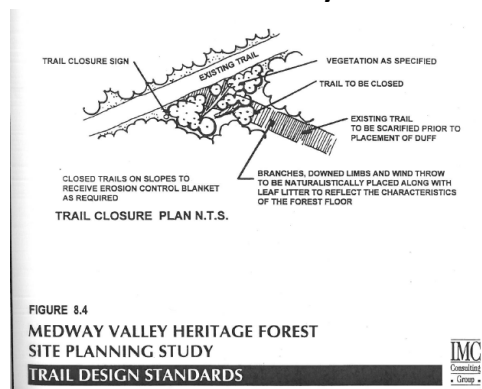 TRAIL CLOSURE SIGN
EXISTING TRAIL
VEGETATION AS SPECIFIED
TRAIL TO BE CLOSED
EXISTING TRAIL
TO BE SCARIFIED PRIOR TO
PLACEMENT OF DUFF
CLOSED TRAILS ON SLOPES TO
RECEIVE EROSION CONTROL BLANKET
AS REQUIRED
BRANCHES, DOWNED LIMBS AND WIND THROW
TO BE NATURALISTICALLY PLACED ALONG WITH
LEAF LITTER TO REFLECT THE CHARACTERISTICS
OF THE FOREST FLOOR
TRAIL CLOSURE PLAN N.T.S.
FIGURE 8.4
MEDWAY VALLEY HERITAGE FOREST
SITE PLANNING STUDY
TRAIL DESIGN STANDARDS
IMC
Consulting
• Group •